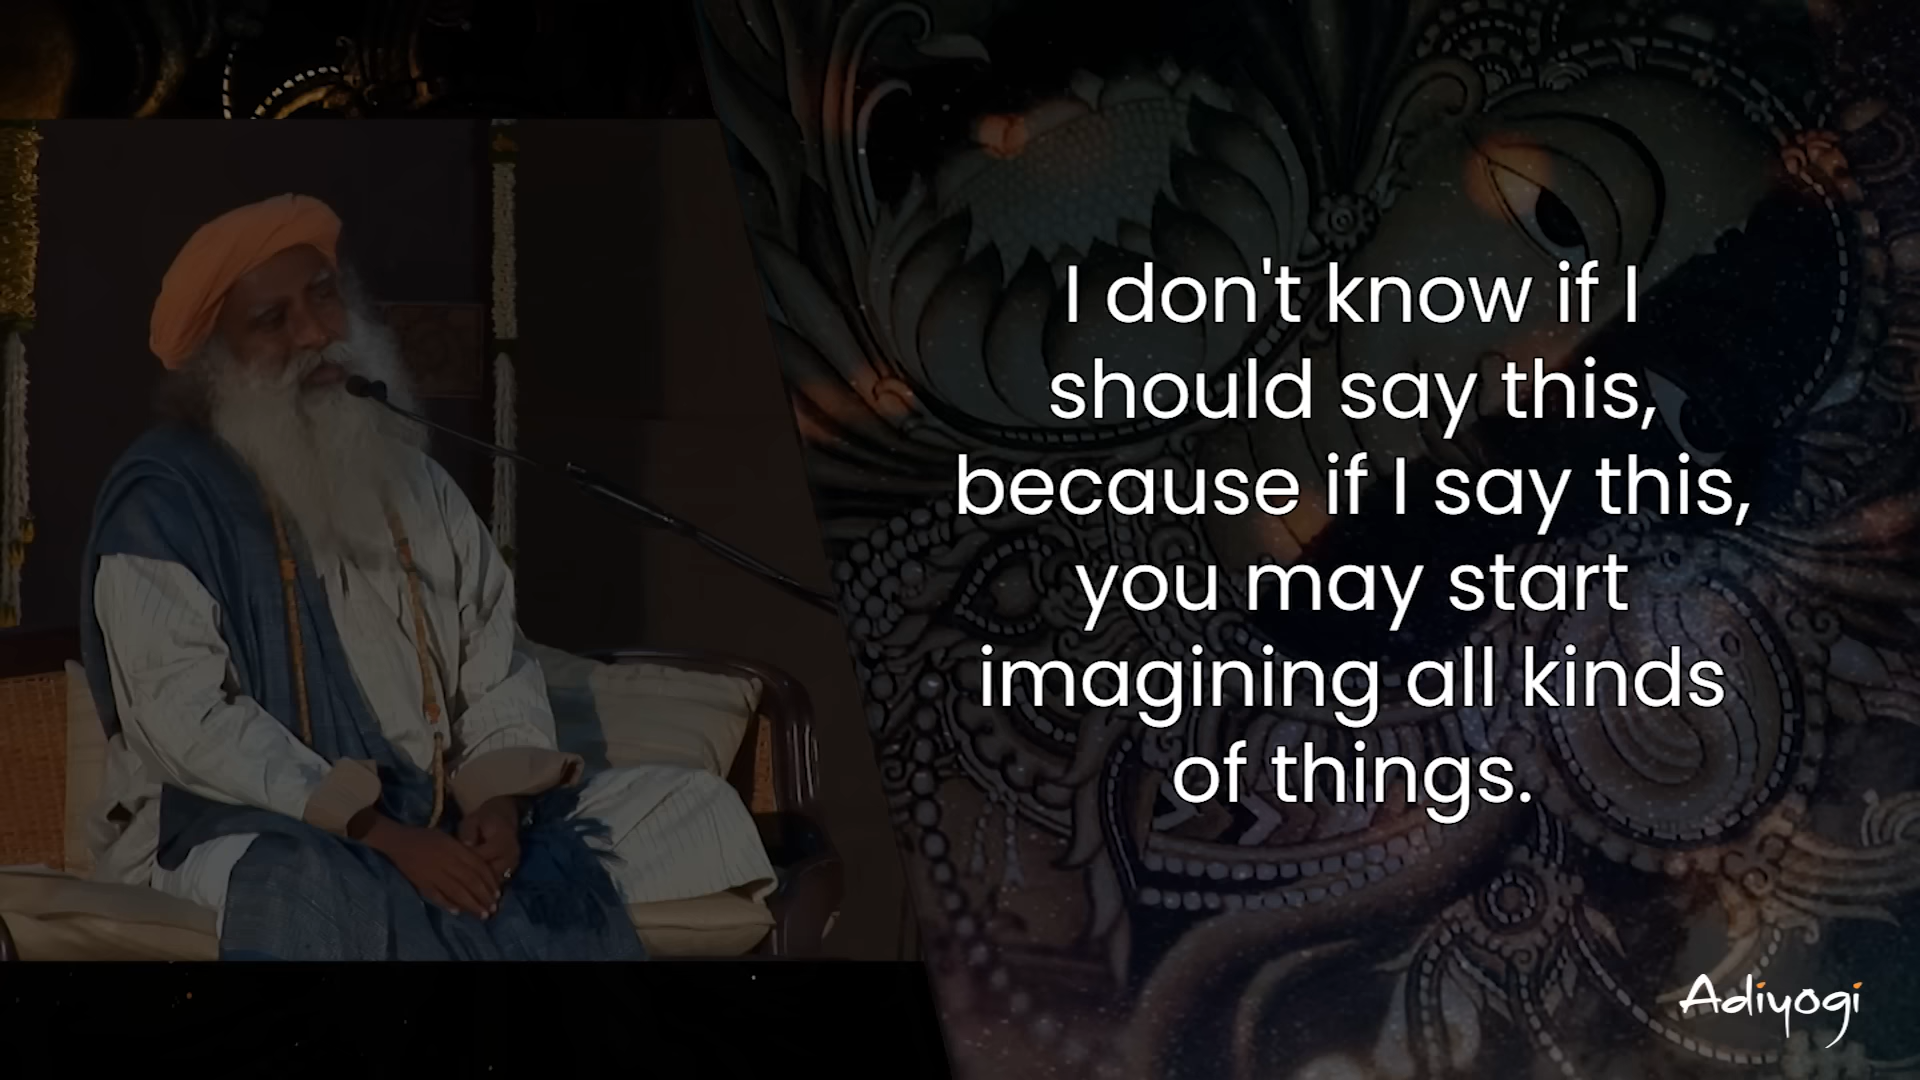 I don't know if I
should say this,
because if I say this,
you may start
imagining all kinds
of things.
Adiyogi